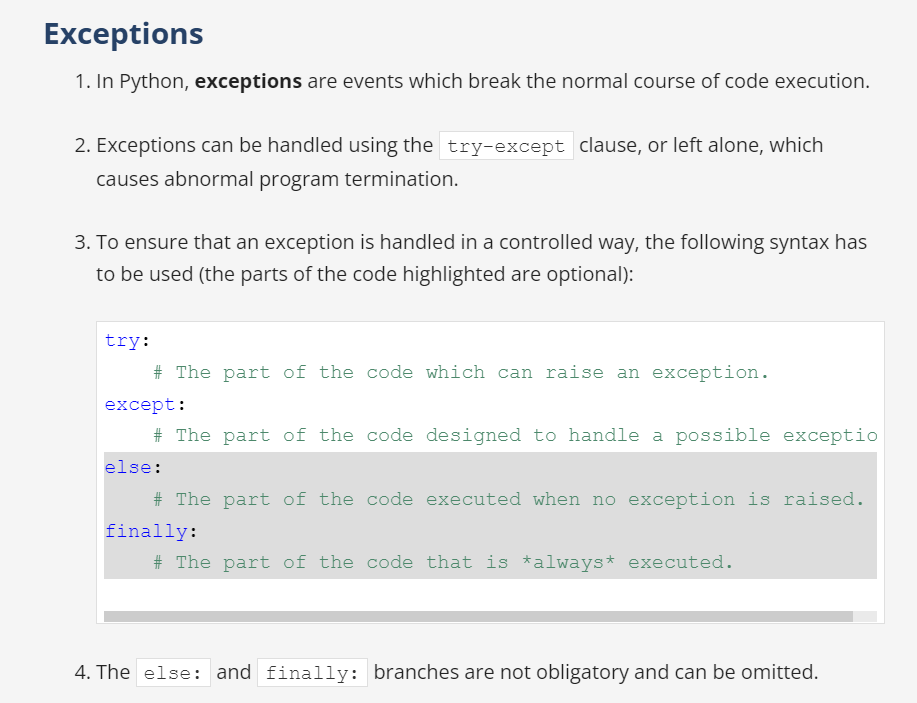 Exceptions
1. In Python, exceptions are events which break the normal course of code execution.
2. Exceptions can be handled using the try-except clause, or left alone, which
causes abnormal program termination.
3. To ensure that an exception is handled in a controlled way, the following syntax has
to be used (the parts of the code highlighted are optional):
try:
    # The part of the code which can raise an exception.
except:
    # The part of the code designed to handle a possible exceptio
else:
    # The part of the code executed when no exception is raised.
finally:
    # The part of the code that is *always* executed.
4. The else: and finally: branches are not obligatory and can be omitted.